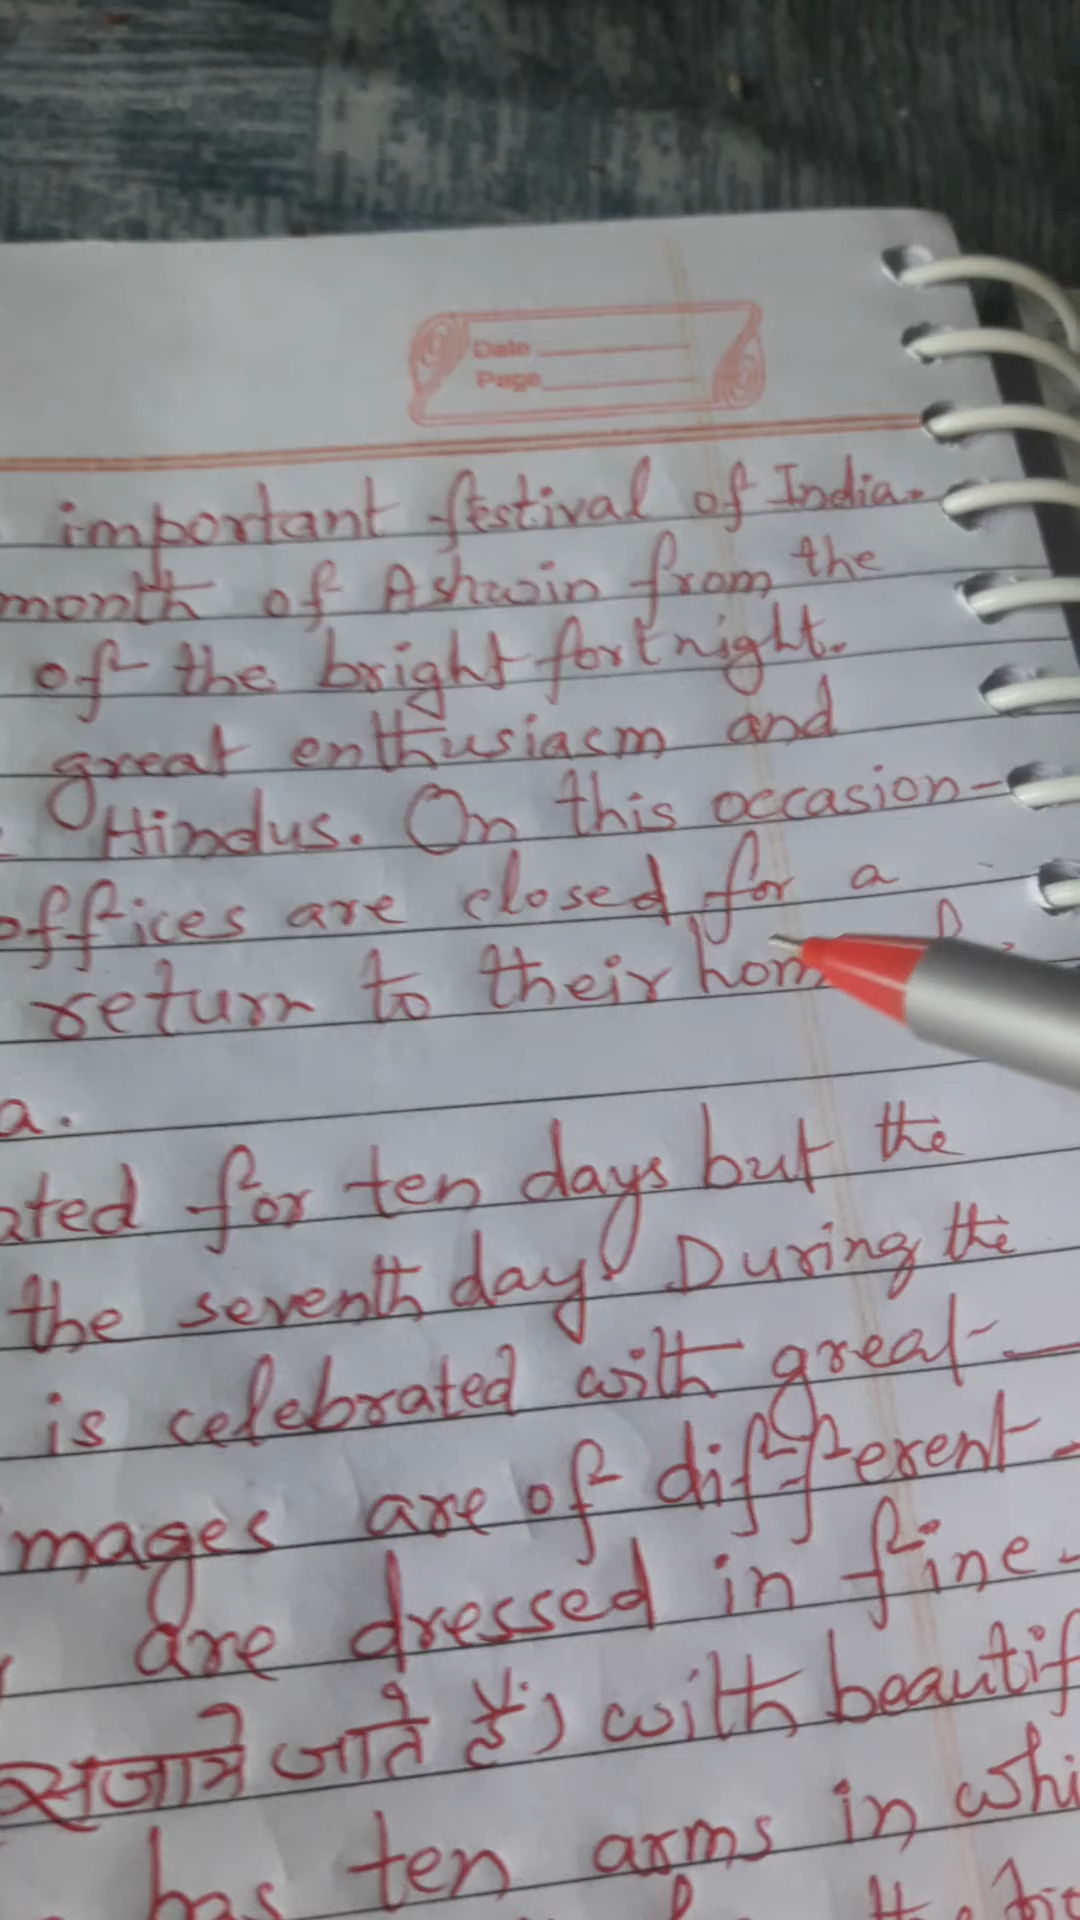 Date
Page
important festival of India.
month of Ashwin from the
of the bright fortnight.
great enthusiasm and
Hindus. On this occasion
offices are closed for a
return to their
a.
ated for ten days but the
the seventh day. During the
is celebrated with great
mages are of different
are dressed in fine
सजाये जाते हैं) with beautif
has ten arms in whi